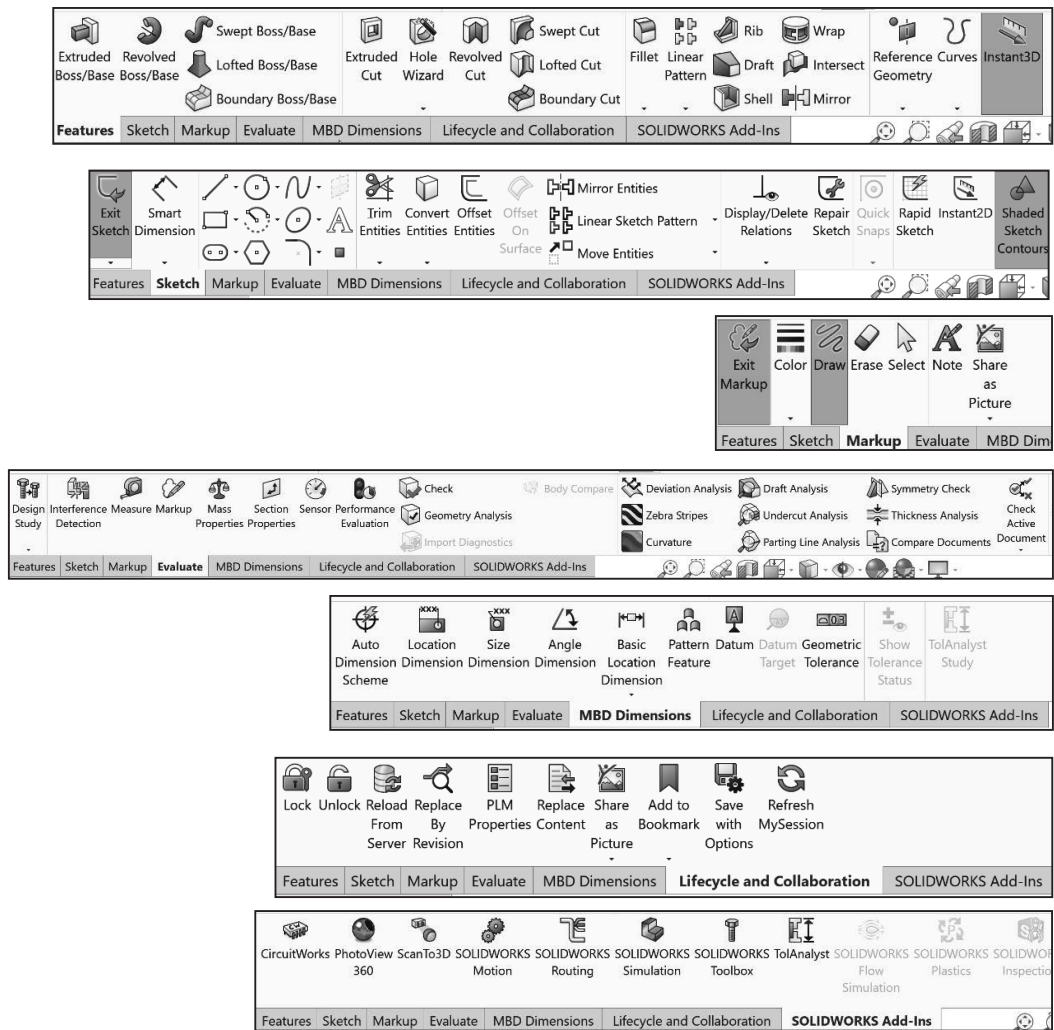 Swept Boss/Base Swept Cut Rib Wrap
Extruded Revolved Extruded Hole Revolved Fillet Linear Reference Curves Instant3D
Boss/Base Boss/Base Lofted Boss/Base Cut Wizard Cut Lofted Cut Pattern Draft Intersect Geometry
Boundary Boss/Base Boundary Cut Shell Mirror
Features Sketch Markup Evaluate MBD Dimensions Lifecycle and Collaboration SOLIDWORKS Add-Ins
Mirror Entities
Exit Smart Trim Convert Offset Offset Linear Sketch Pattern Display/Delete Repair Quick Rapid Instant2D Shaded
Sketch Dimension Entities Entities Entities On Relations Sketch Snaps Sketch Sketch
Surface Move Entities Contours
Features Sketch Markup Evaluate MBD Dimensions Lifecycle and Collaboration SOLIDWORKS Add-Ins
Exit Color Draw Erase Select Note Share
Markup as
Picture
Features Sketch Markup Evaluate MBD Dim
Check Body Compare Deviation Analysis Draft Analysis Symmetry Check
Design Interference Measure Markup Mass Section Sensor Performance Geometry Analysis Zebra Stripes Undercut Analysis Thickness Analysis Check
Study Detection Properties Properties Evaluation Active
Import Diagnostics Curvature Parting Line Analysis Compare Documents Document
Features Sketch Markup Evaluate MBD Dimensions Lifecycle and Collaboration SOLIDWORKS Add-Ins
Auto Location Size Angle Basic Pattern Datum Datum Geometric Show TolAnalyst
Dimension Dimension Dimension Dimension Location Feature Target Tolerance Tolerance Study
Scheme Dimension Status
Features Sketch Markup Evaluate MBD Dimensions Lifecycle and Collaboration SOLIDWORKS Add-Ins
Lock Unlock Reload Replace PLM Replace Share Add to Save Refresh
From By Properties Content as Bookmark with MySession
Server Revision Picture Options
Features Sketch Markup Evaluate MBD Dimensions Lifecycle and Collaboration SOLIDWORKS Add-Ins
CircuitWorks PhotoView ScanTo3D SOLIDWORKS SOLIDWORKS SOLIDWORKS SOLIDWORKS TolAnalyst SOLIDWORKS SOLIDWORKS SOLIDWOR
360 Motion Routing Simulation Toolbox Flow Plastics Inspectio
Simulation
Features Sketch Markup Evaluate MBD Dimensions Lifecycle and Collaboration SOLIDWORKS Add-Ins